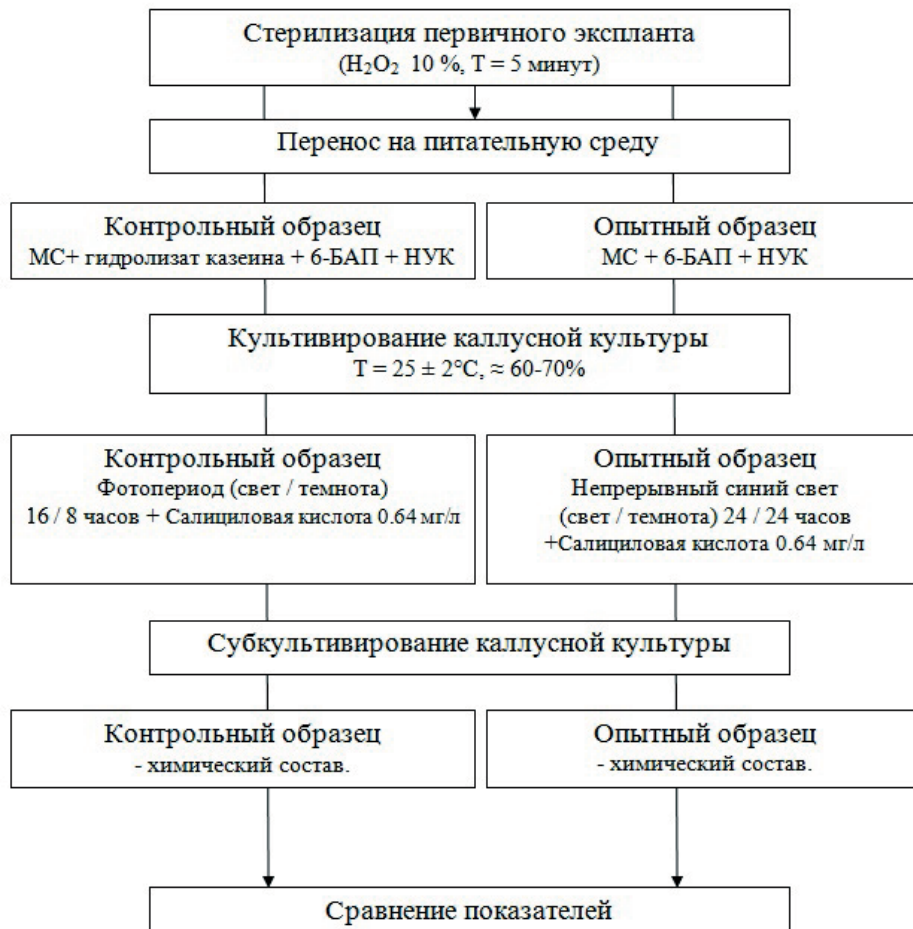 Стерилизация первичного экспланта
(H₂O₂ 10 %, T = 5 минут)
Перенос на питательную среду
Контрольный образец
МС+ гидролизат казеина + 6-БАП + НУК
Опытный образец
МС + 6-БАП + НУК
Культивирование каллусной культуры
T = 25 ± 2°C, ≈ 60-70%
Контрольный образец
Фотопериод (свет / темнота)
16 / 8 часов + Салициловая кислота 0.64 мг/л
Опытный образец
Непрерывный синий свет
(свет / темнота) 24 / 24 часов
+Салициловая кислота 0.64 мг/л
Субкультивирование каллусной культуры
Контрольный образец
- химический состав.
Опытный образец
- химический состав.
Сравнение показателей